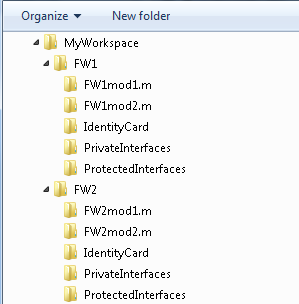 Organize New folder
MyWorkspace
FW1
FW1mod1.m
FW1mod2.m
IdentityCard
PrivateInterfaces
ProtectedInterfaces
FW2
FW2mod1.m
FW2mod2.m
IdentityCard
PrivateInterfaces
ProtectedInterfaces